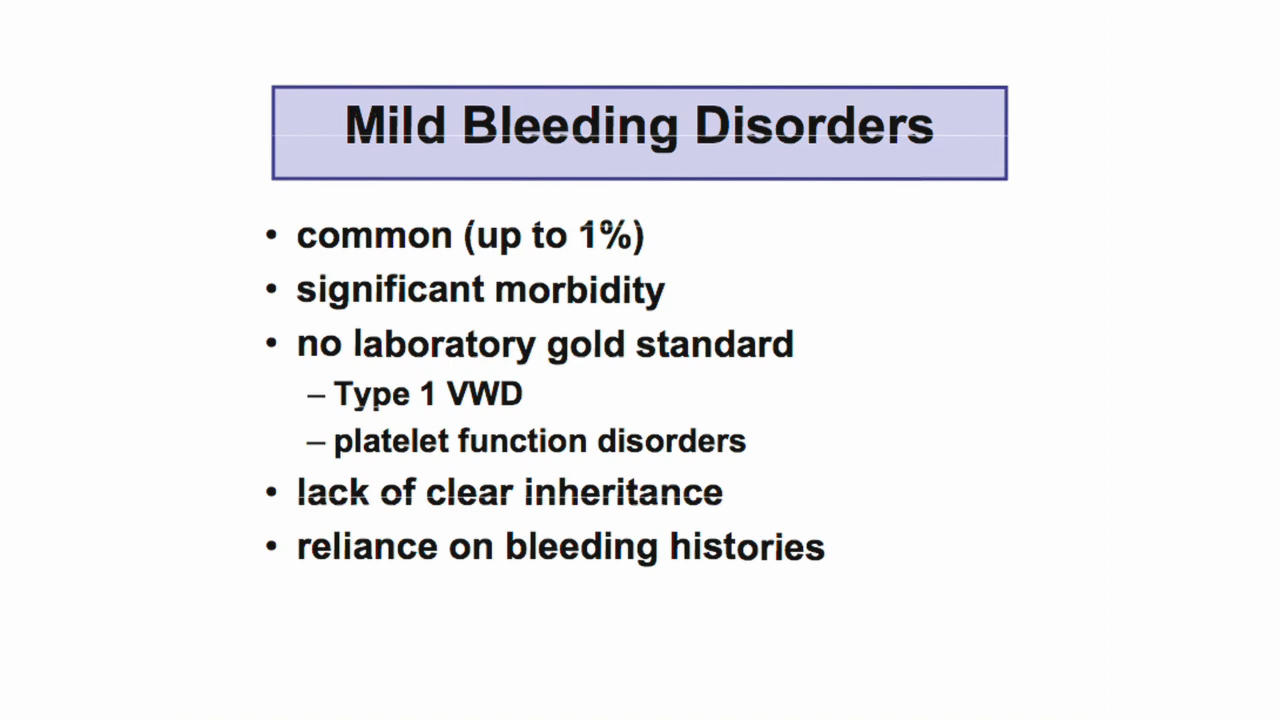 Mild Bleeding Disorders
• common (up to 1%)
• significant morbidity
• no laboratory gold standard
– Type 1 VWD
– platelet function disorders
• lack of clear inheritance
• reliance on bleeding histories